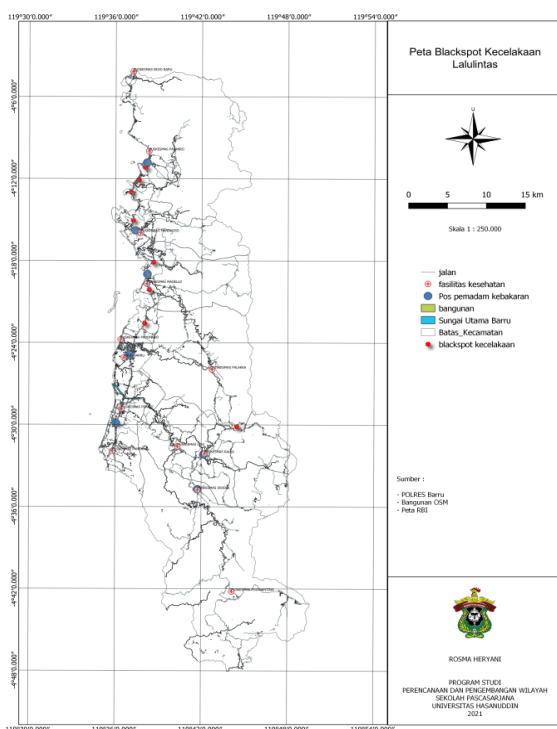 119°30'0.000" 119°36'0.000" 119°42'0.000" 119°48'0.000" 119°54'0.000"
-4°6'0.000"
-4°12'0.000"
-4°18'0.000"
-4°24'0.000"
-4°30'0.000"
-4°36'0.000"
-4°42'0.000"
-4°48'0.000"
PUSKESMAS PALAKKA
Peta Blackspot Kecelakaan
Lalulintas
0 5 10 15 km
Skala 1 : 250.000
jalan
fasilitas kesehatan
Pos pemadam kebakaran
bangunan
Sungai Utama Barru
Batas_Kecamatan
blackspot kecelakaan
Sumber :
- POLRES Barru
- Bangunan OSM
- Peta RBI
ROSMA HERYANI
PROGRAM STUDI
PERENCANAAN DAN PENGEMBANGAN WILAYAH
SEKOLAH PASCASARJANA
UNIVERSITAS HASANUDDIN
2021